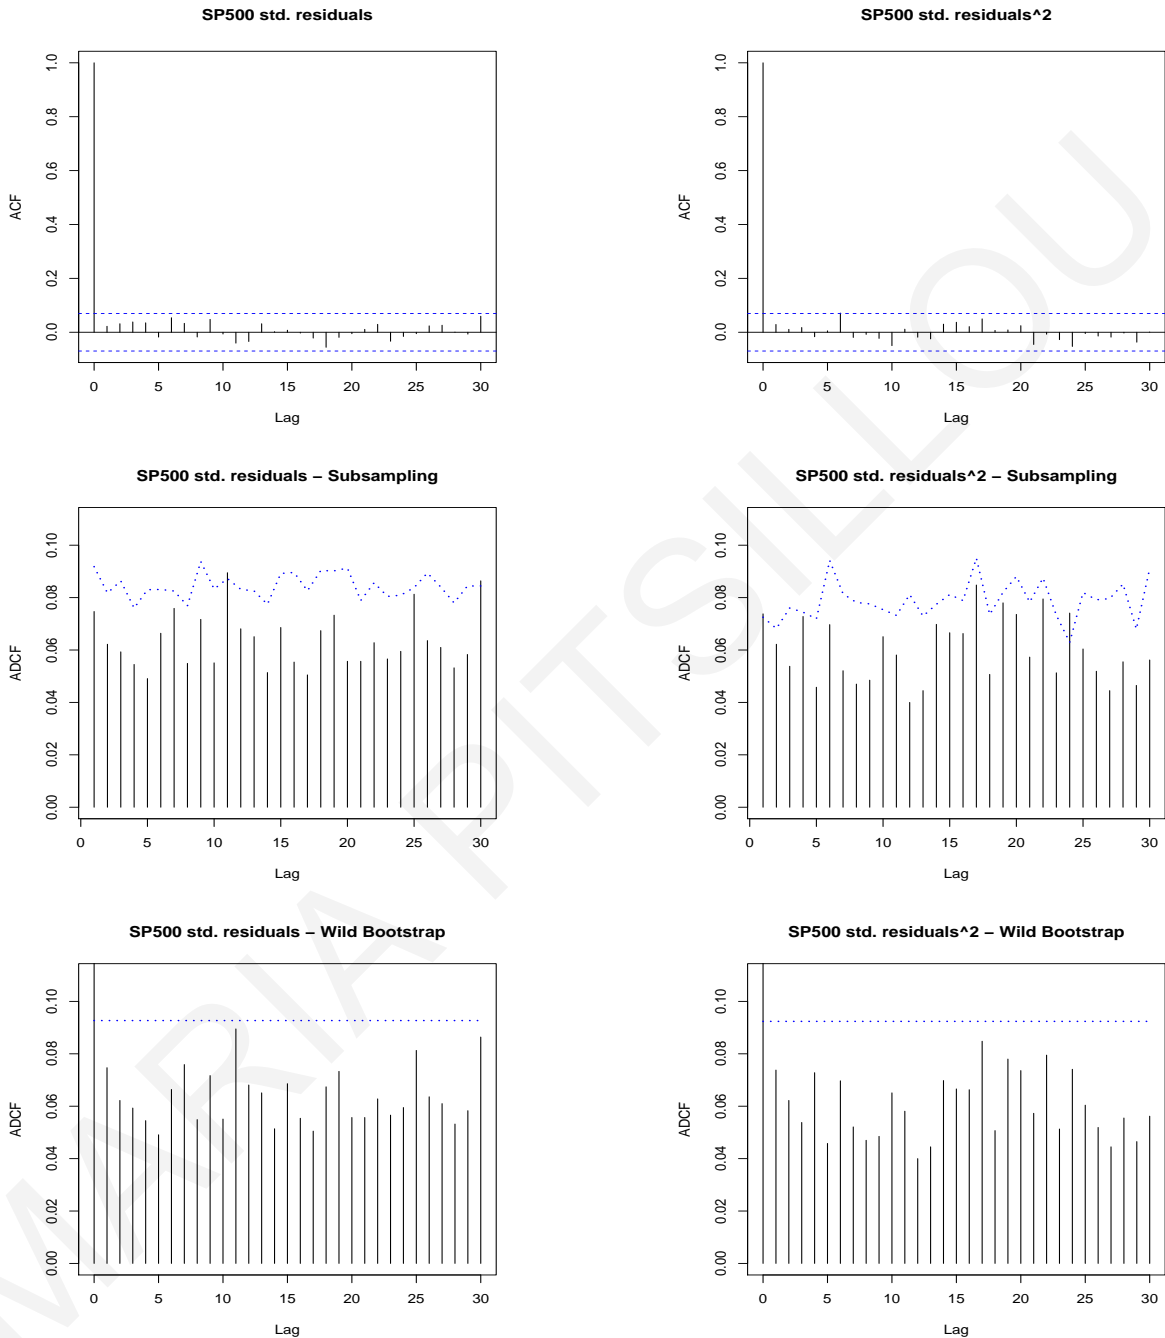 SP500 std. residuals
ACF
0.0 0.2 0.4 0.6 0.8 1.0
0 5 10 15 20 25 30
Lag
SP500 std. residuals^2
ACF
0.0 0.2 0.4 0.6 0.8 1.0
0 5 10 15 20 25 30
Lag
SP500 std. residuals – Subsampling
ADCF
0.00 0.02 0.04 0.06 0.08 0.10
0 5 10 15 20 25 30
Lag
SP500 std. residuals^2 – Subsampling
ADCF
0.00 0.02 0.04 0.06 0.08 0.10
0 5 10 15 20 25 30
Lag
SP500 std. residuals – Wild Bootstrap
ADCF
0.00 0.02 0.04 0.06 0.08 0.10
0 5 10 15 20 25 30
Lag
SP500 std. residuals^2 – Wild Bootstrap
ADCF
0.00 0.02 0.04 0.06 0.08 0.10
0 5 10 15 20 25 30
Lag
MARIA PITSILLOU